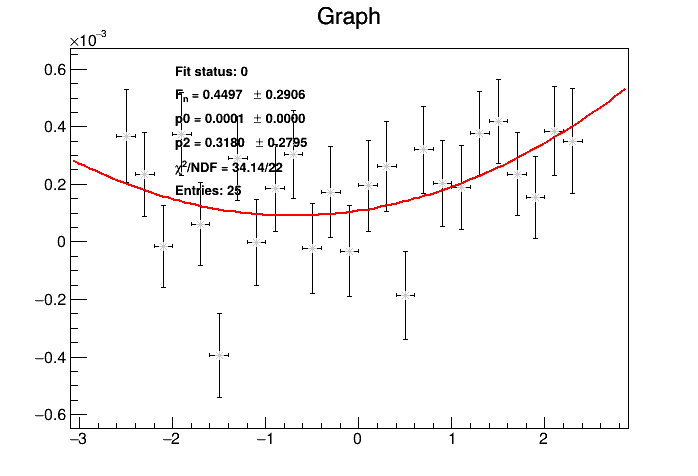 Graph
×10⁻³
0.6
0.4
0.2
0
−0.2
−0.4
−0.6
−3 −2 −1 0 1 2
Fit status: 0
Fₙ = 0.4497 ± 0.2906
p0 = 0.0001 ± 0.0000
p2 = 0.3180 ± 0.2795
χ²/NDF = 34.14/22
Entries: 25